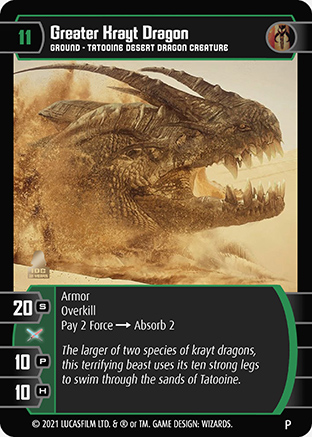 11
Greater Krayt Dragon
GROUND - TATOOINE DESERT DRAGON CREATURE
100
20 S
Armor
Overkill
Pay 2 Force → Absorb 2
10 P
10 H
The larger of two species of krayt dragons,
this terrifying beast uses its ten strong legs
to swim through the sands of Tatooine.
© 2021 LUCASFILM LTD. & ® or TM. GAME DESIGN: WIZARDS.
P